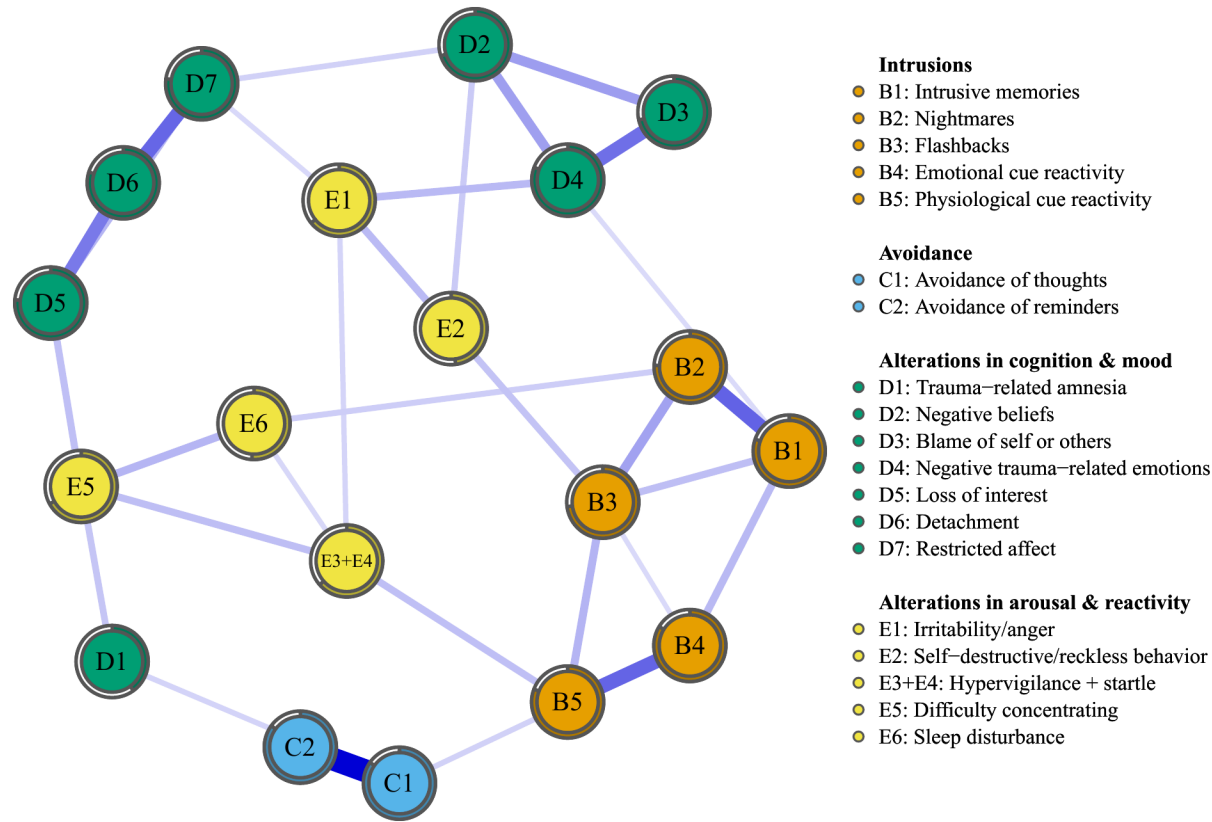 D2
D7
D3
D6
D4
E1
D5
E2
B2
E6
B1
E5
B3
E3+E4
B4
D1
B5
C2
C1
Intrusions
B1: Intrusive memories
B2: Nightmares
B3: Flashbacks
B4: Emotional cue reactivity
B5: Physiological cue reactivity
Avoidance
C1: Avoidance of thoughts
C2: Avoidance of reminders
Alterations in cognition & mood
D1: Trauma−related amnesia
D2: Negative beliefs
D3: Blame of self or others
D4: Negative trauma−related emotions
D5: Loss of interest
D6: Detachment
D7: Restricted affect
Alterations in arousal & reactivity
E1: Irritability/anger
E2: Self−destructive/reckless behavior
E3+E4: Hypervigilance + startle
E5: Difficulty concentrating
E6: Sleep disturbance